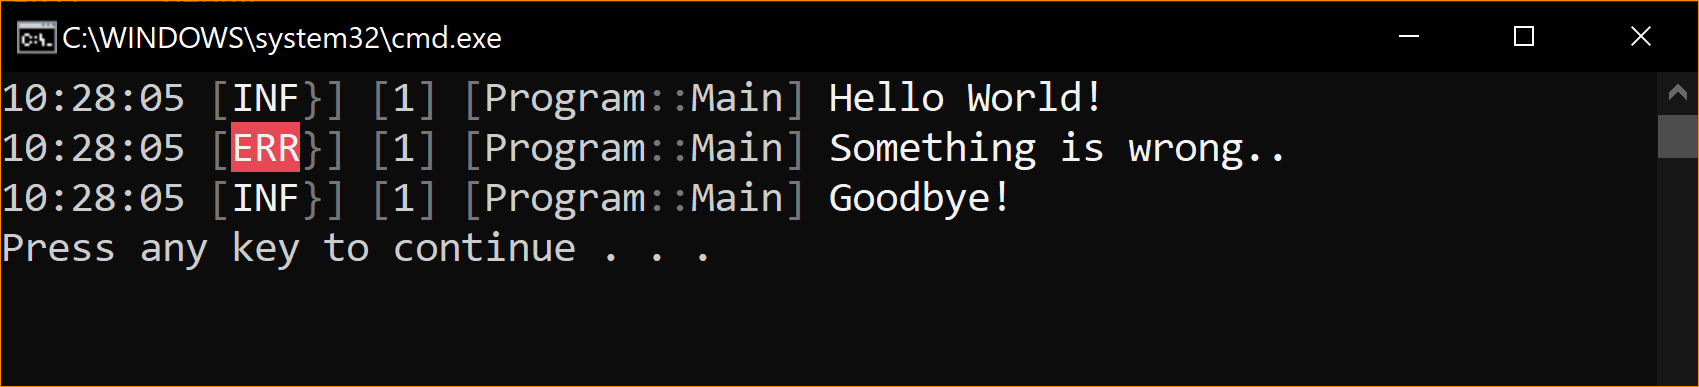 C:\WINDOWS\system32\cmd.exe
10:28:05 [INF}] [1] [Program::Main] Hello World!
10:28:05 [ERR}] [1] [Program::Main] Something is wrong..
10:28:05 [INF}] [1] [Program::Main] Goodbye!
Press any key to continue . . .